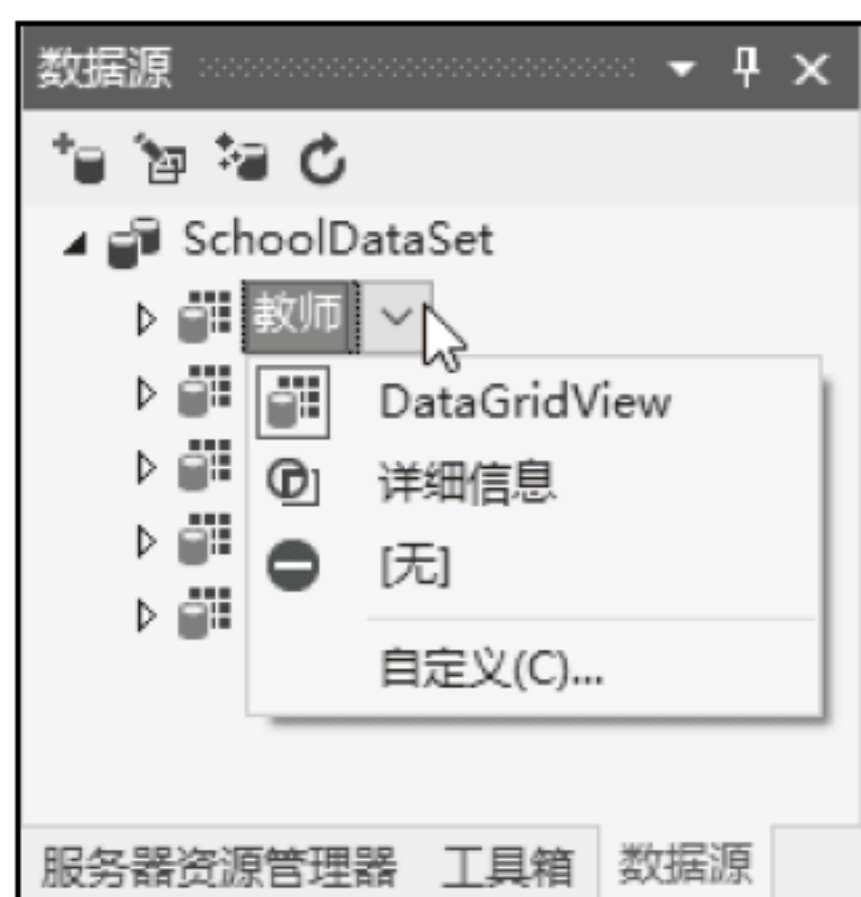 数据源
SchoolDataSet
教师
DataGridView
详细信息
[无]
自定义(C)...
服务器资源管理器 工具箱 数据源